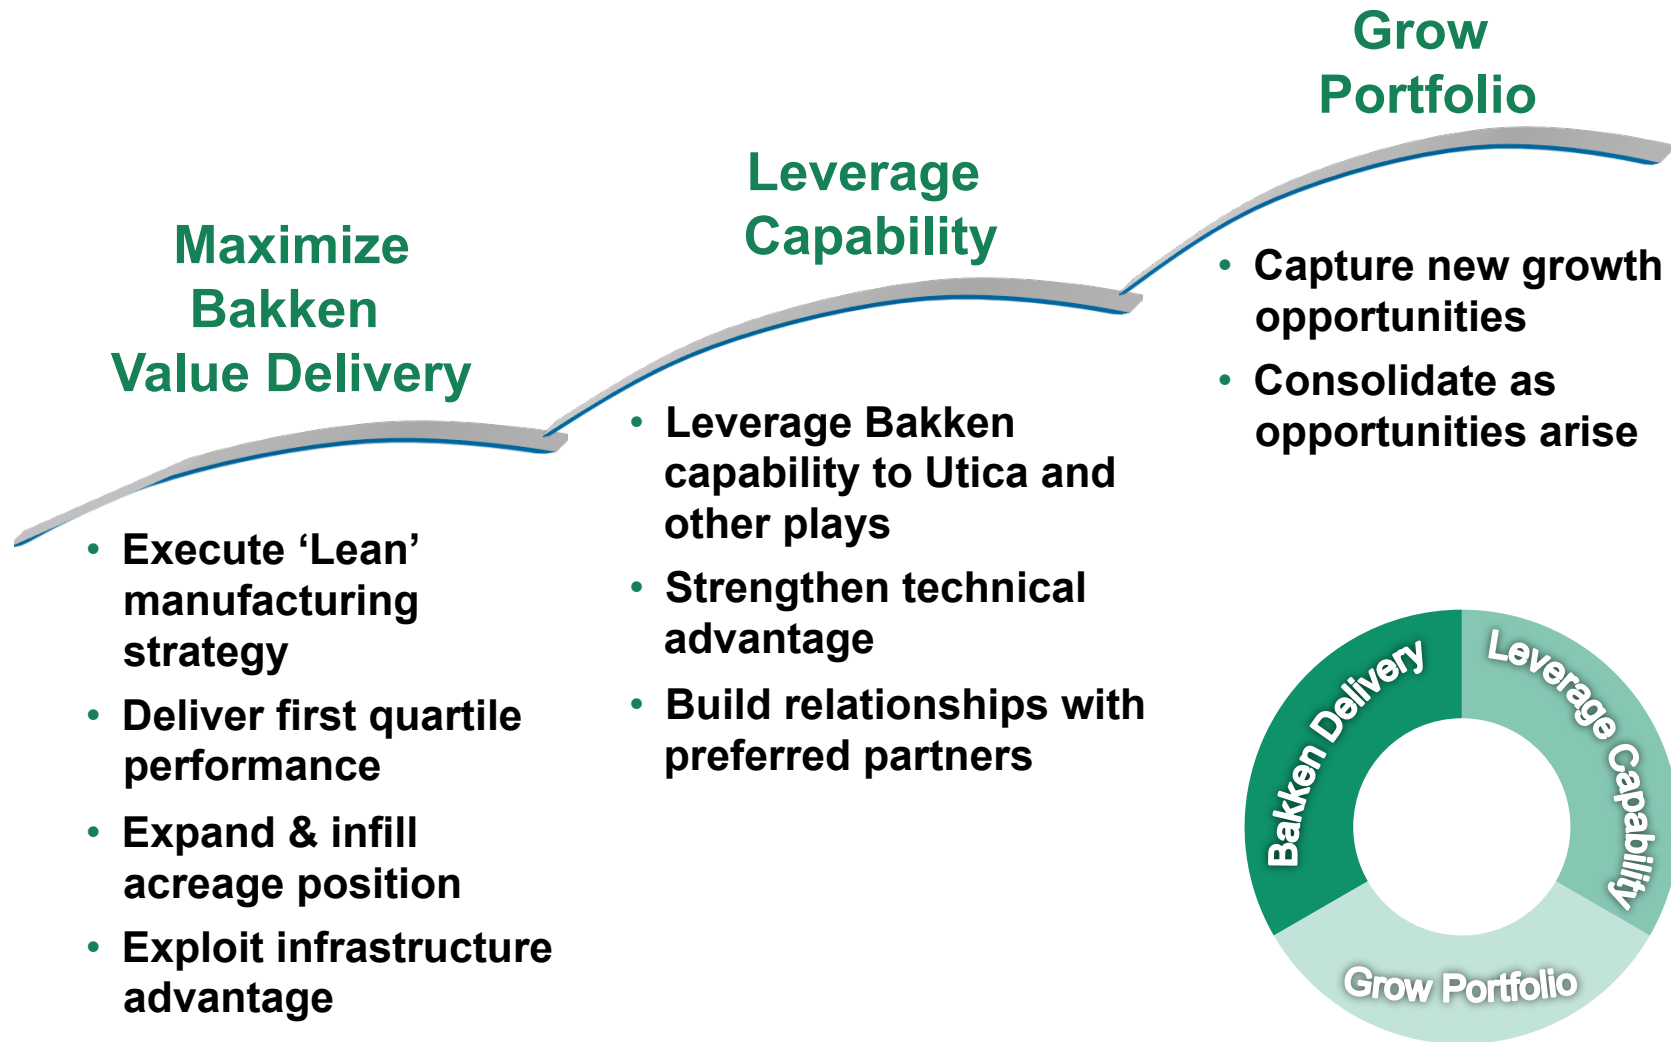 Maximize
Bakken
Value Delivery
• Execute ‘Lean’
manufacturing
strategy
• Deliver first quartile
performance
• Expand & infill
acreage position
• Exploit infrastructure
advantage
Leverage
Capability
• Leverage Bakken
capability to Utica and
other plays
• Strengthen technical
advantage
• Build relationships with
preferred partners
Grow
Portfolio
• Capture new growth
opportunities
• Consolidate as
opportunities arise
Bakken Delivery
Leverage Capability
Grow Portfolio